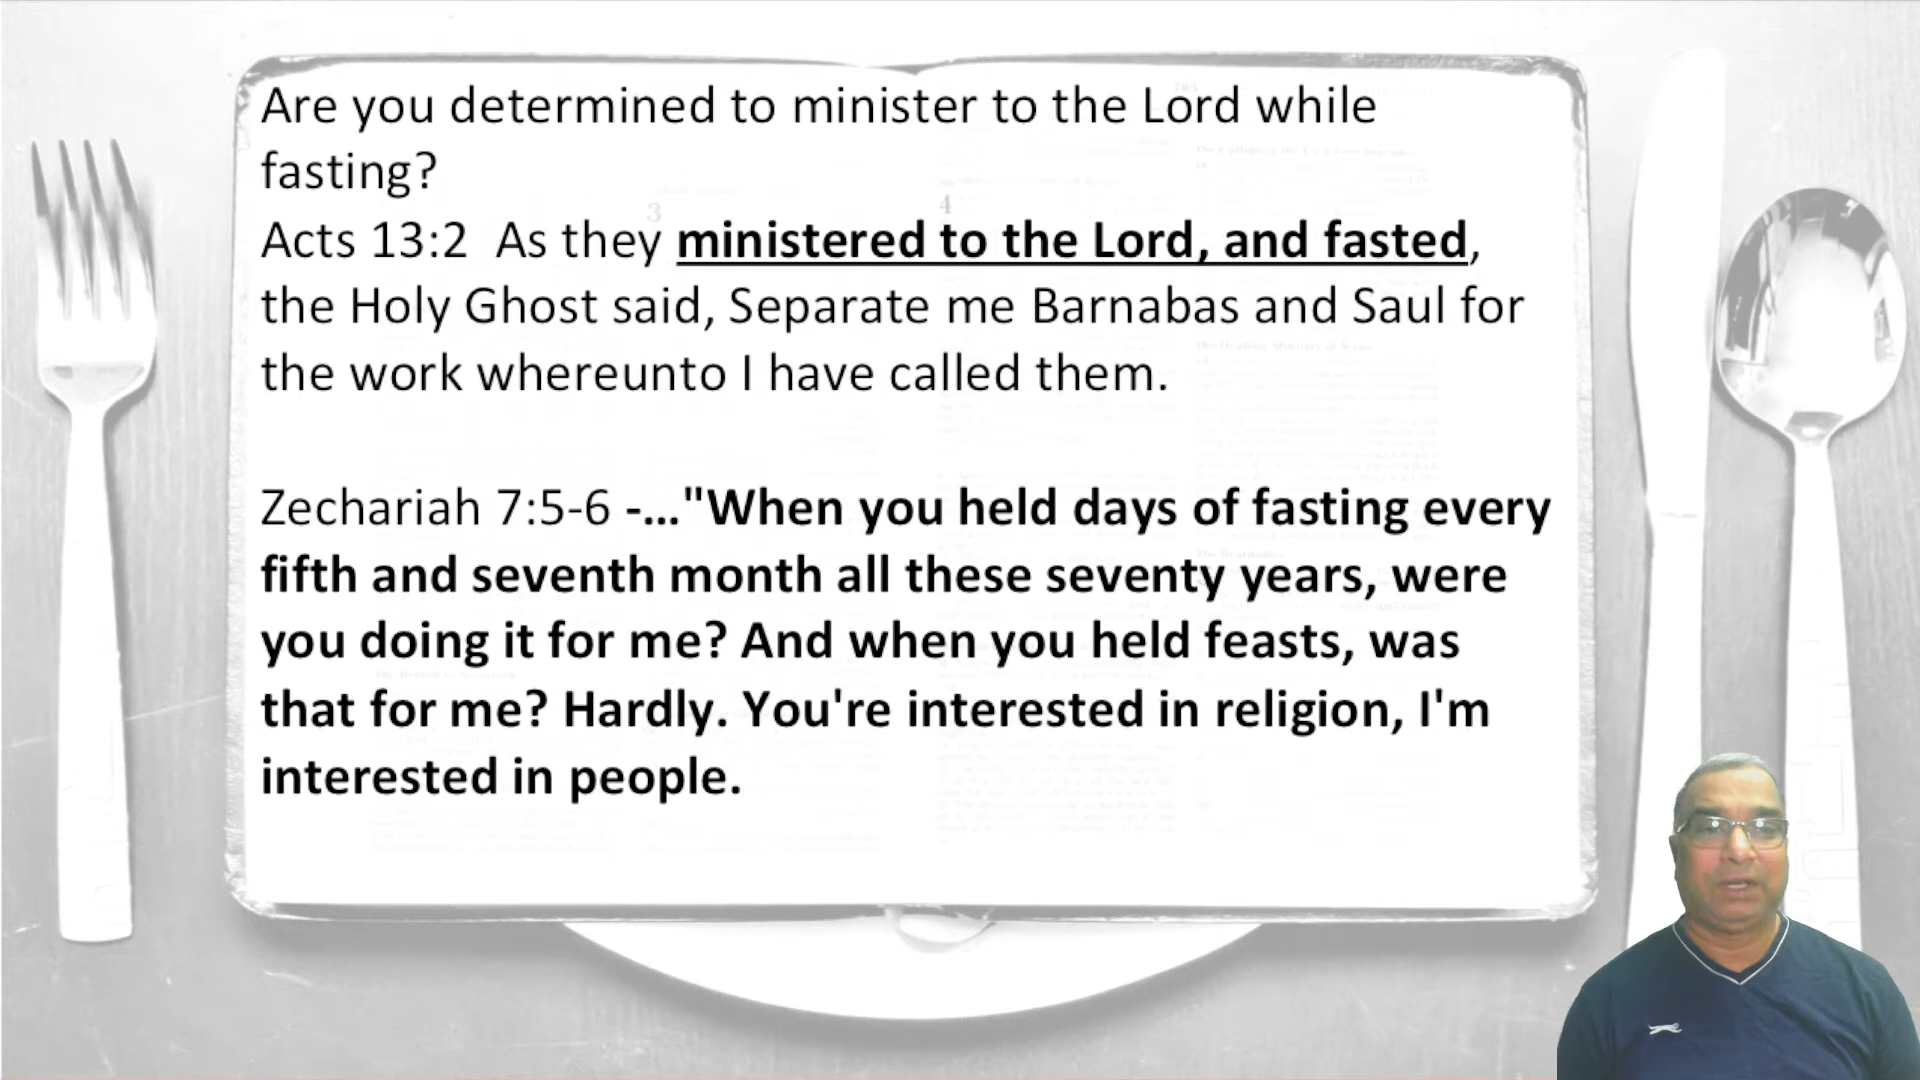 Are you determined to minister to the Lord while
fasting?
Acts 13:2  As they ministered to the Lord, and fasted,
the Holy Ghost said, Separate me Barnabas and Saul for
the work whereunto I have called them.
Zechariah 7:5-6 -..."When you held days of fasting every
fifth and seventh month all these seventy years, were
you doing it for me? And when you held feasts, was
that for me? Hardly. You're interested in religion, I'm
interested in people.
3
4